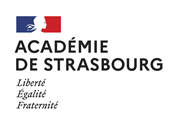 ACADÉMIE
DE STRASBOURG
Liberté
Égalité
Fraternité